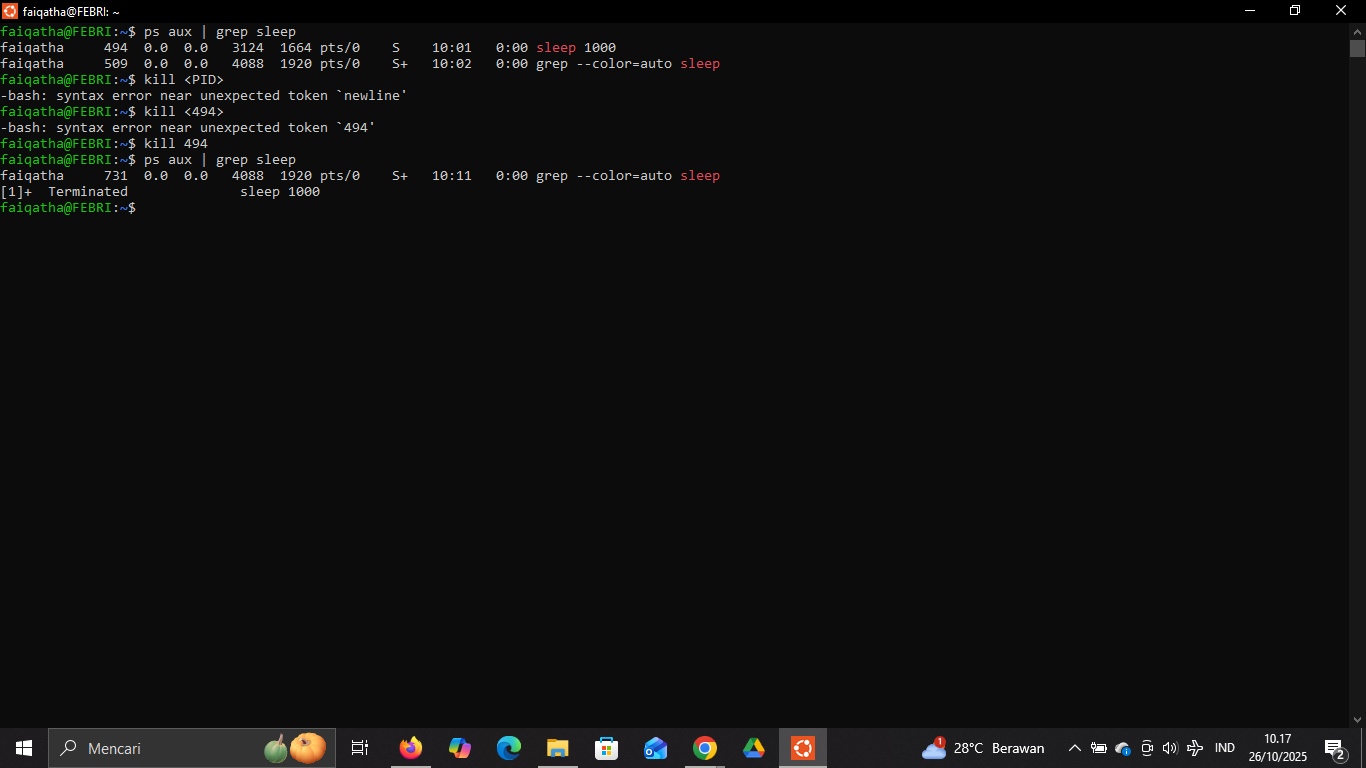 faiqatha@FEBRI: ~
faiqatha@FEBRI:~$ ps aux | grep sleep
faiqatha     494  0.0  0.0   3124  1664 pts/0    S    10:01   0:00 sleep 1000
faiqatha     509  0.0  0.0   4088  1920 pts/0    S+   10:02   0:00 grep --color=auto sleep
faiqatha@FEBRI:~$ kill <PID>
-bash: syntax error near unexpected token `newline'
faiqatha@FEBRI:~$ kill <494>
-bash: syntax error near unexpected token `494'
faiqatha@FEBRI:~$ kill 494
faiqatha@FEBRI:~$ ps aux | grep sleep
faiqatha     731  0.0  0.0   4088  1920 pts/0    S+   10:11   0:00 grep --color=auto sleep
[1]+  Terminated              sleep 1000
faiqatha@FEBRI:~$
Mencari
1
28°C Berawan
IND
10.17
26/10/2025
2